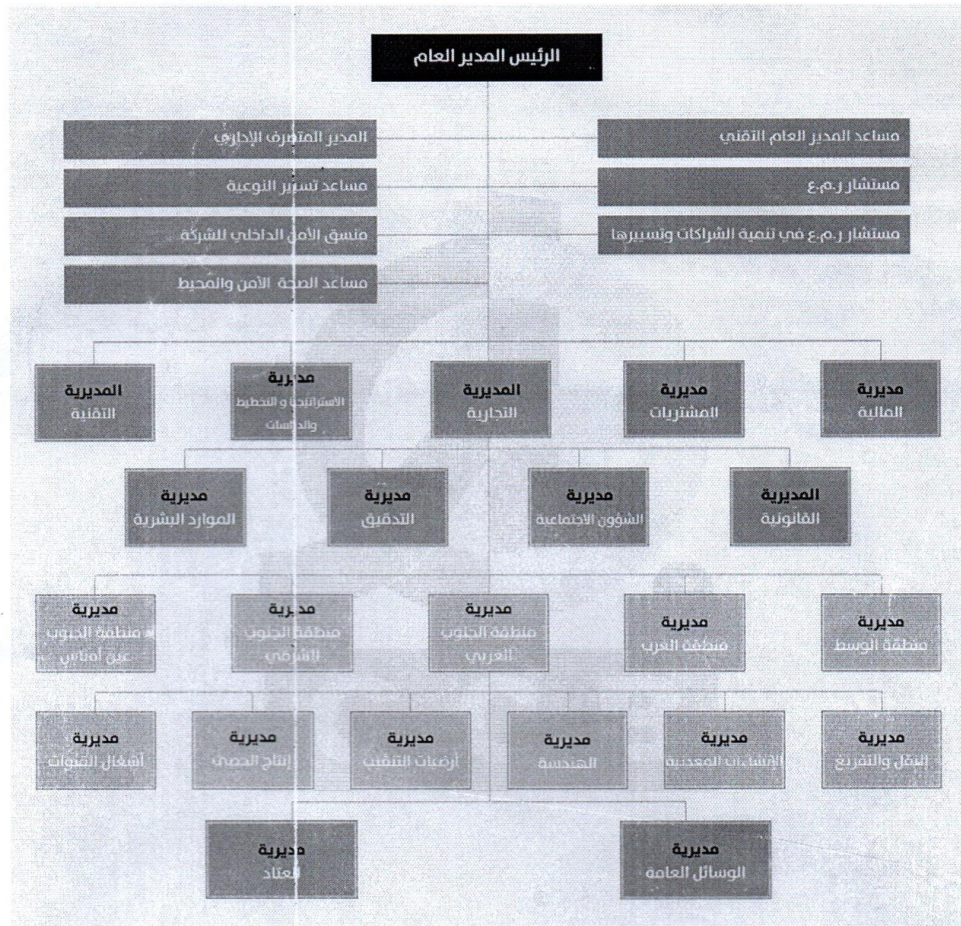 الرئيس المدير العام
مساعد المدير العام التقني
المدير المتصرف الإداري
مستشار ر.م.ع
مساعد تسيير النوعية
مستشار ر.م.ع في تنمية الشراكات وتسييرها
منسق الأمن الداخلي للشركة
مساعد الصحة الأمن والمحيط
مديرية
المالية
مديرية
المشتريات
المديرية
التجارية
مديرية
الاستراتيجيا و التخطيط
والدراسات
المديرية
التقنية
المديرية
القانونية
مديرية
الشؤون الاجتماعية
مديرية
التدقيق
مديرية
الموارد البشرية
مديرية
منطقة الوسط
مديرية
منطقة الغرب
مديرية
منطقة الجنوب
الغربي
مديرية
منطقة الجنوب
الشرقي
مديرية
منطقة الجنوب
عين أمناس
مديرية
النقل والتفريغ
مديرية
الإنشاءات المعدنية
مديرية
الهندسة
مديرية
أرضيات التنقيب
مديرية
إنتاج الحصى
مديرية
أشغال القنوات
مديرية
الوسائل العامة
مديرية
العتاد